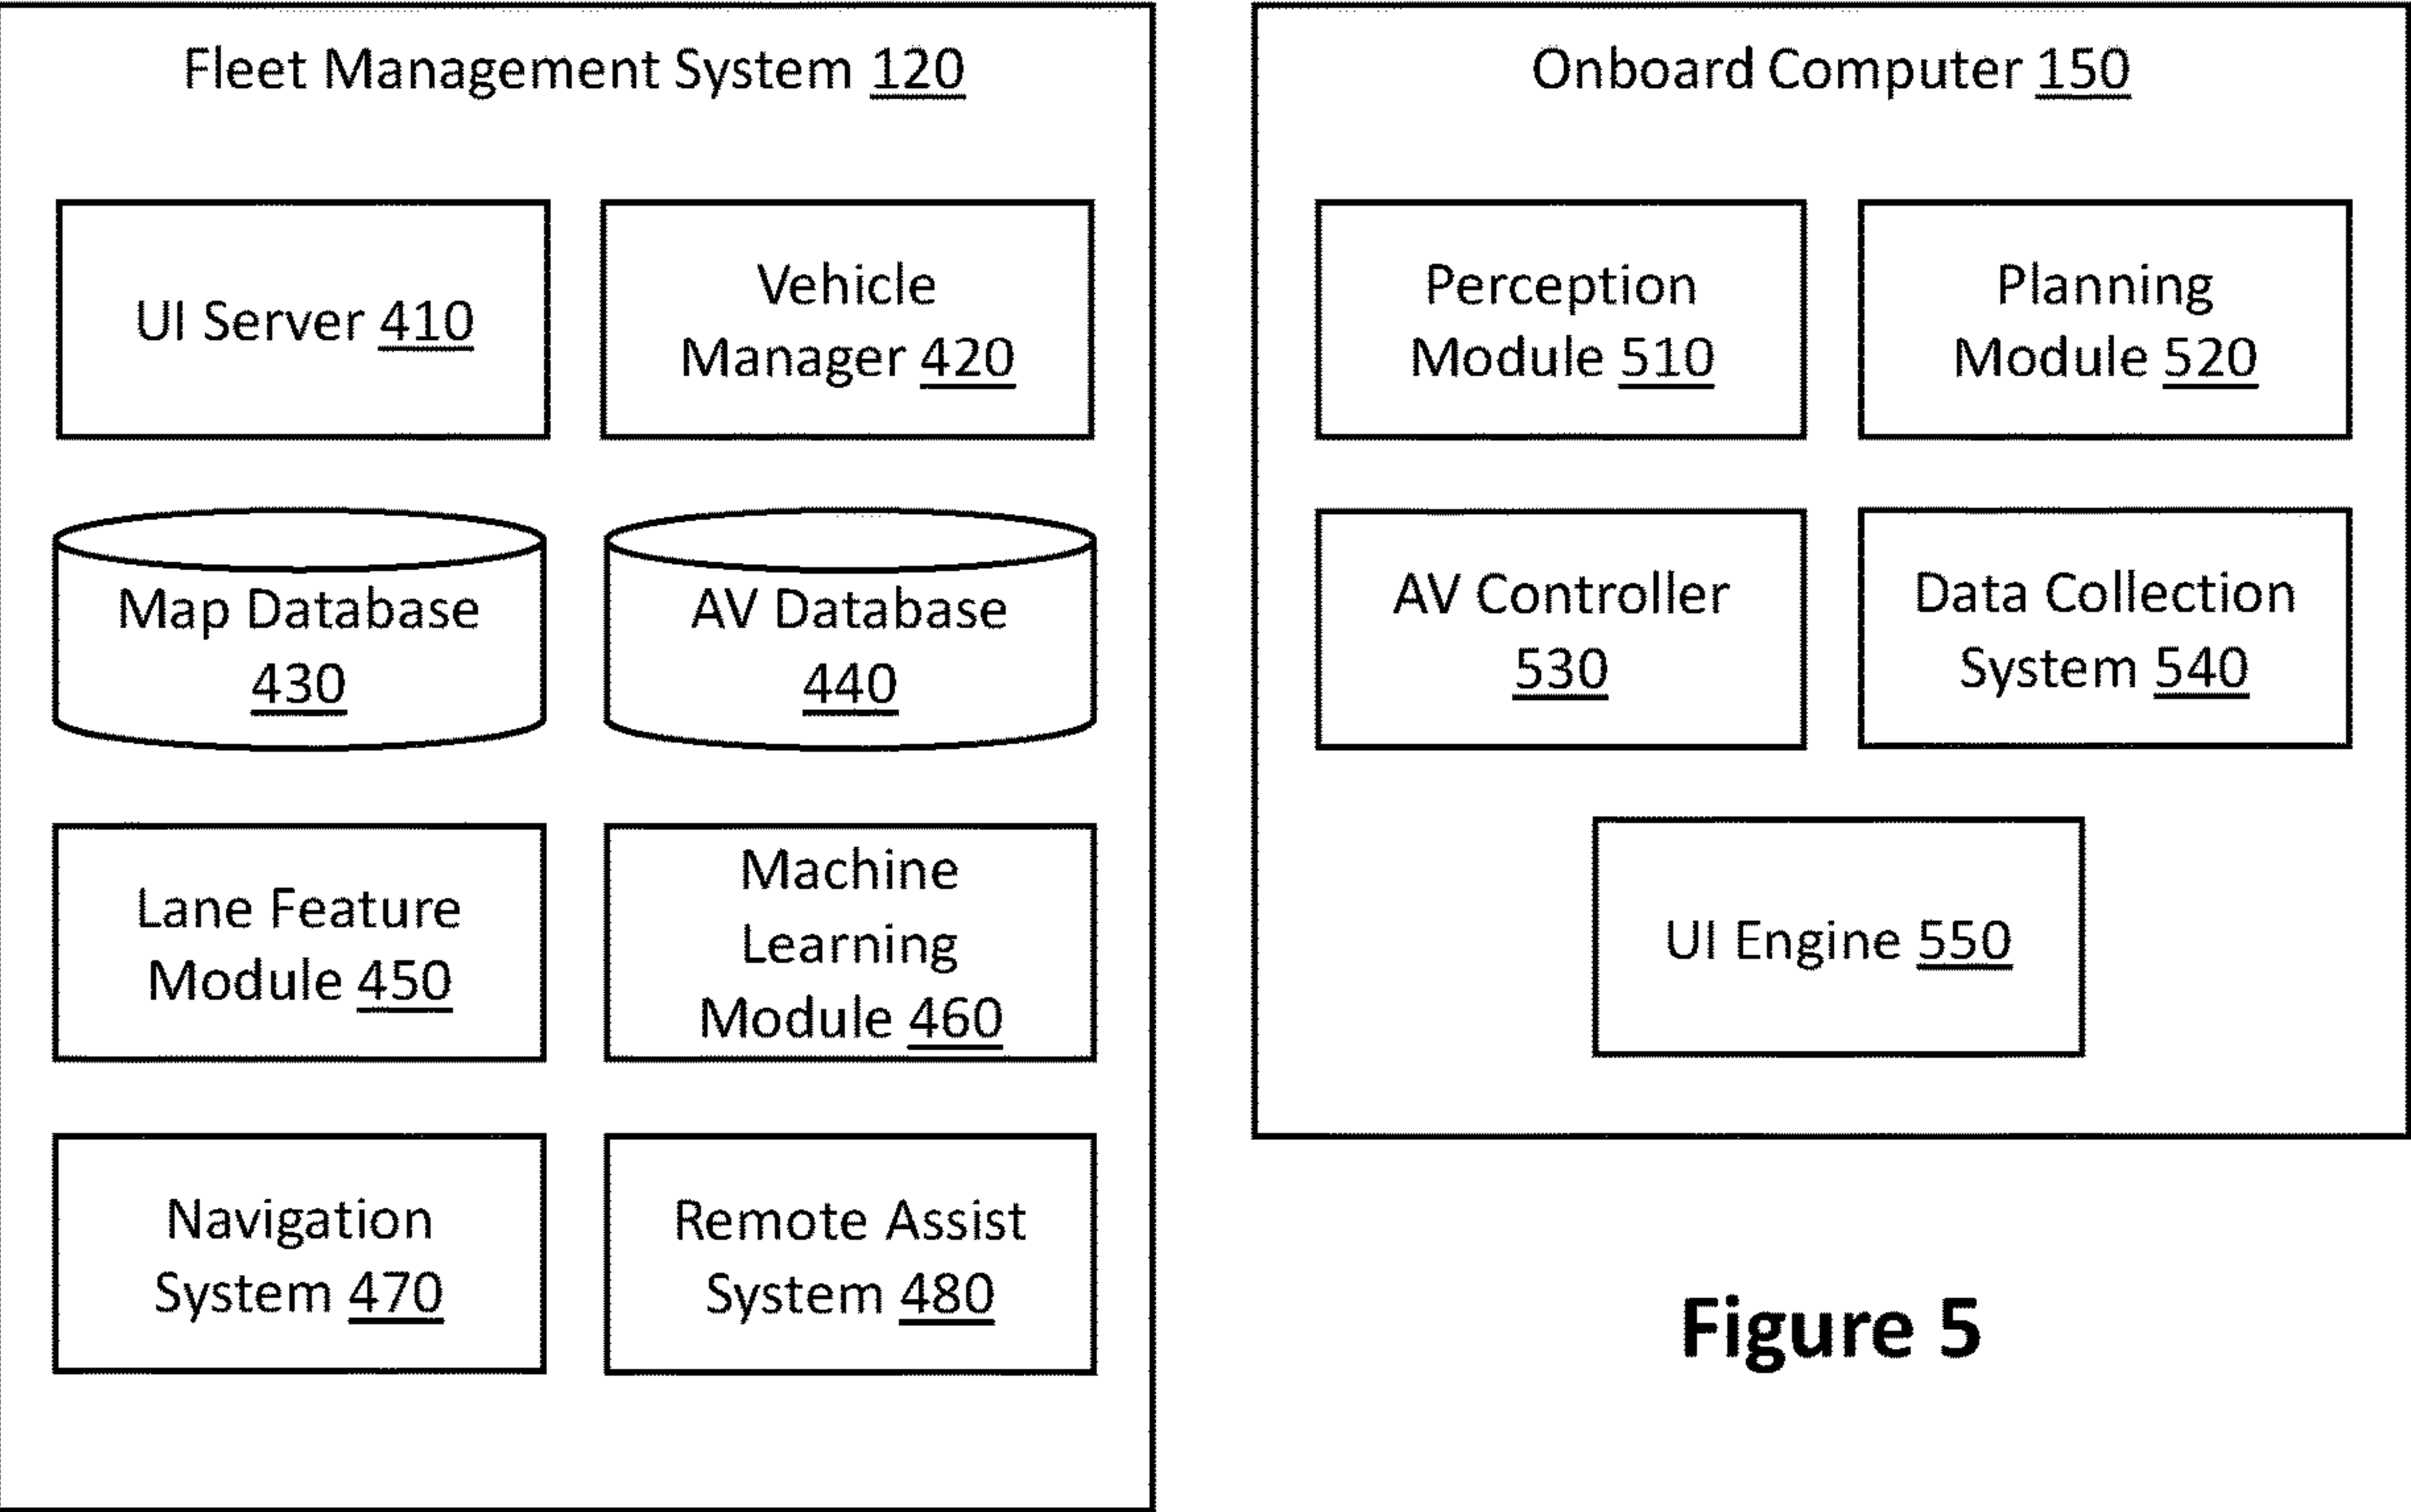 Fleet Management System 120
UI Server 410
Vehicle
Manager 420
Map Database
430
AV Database
440
Lane Feature
Module 450
Machine
Learning
Module 460
Navigation
System 470
Remote Assist
System 480
Onboard Computer 150
Perception
Module 510
Planning
Module 520
AV Controller
530
Data Collection
System 540
UI Engine 550
Figure 5